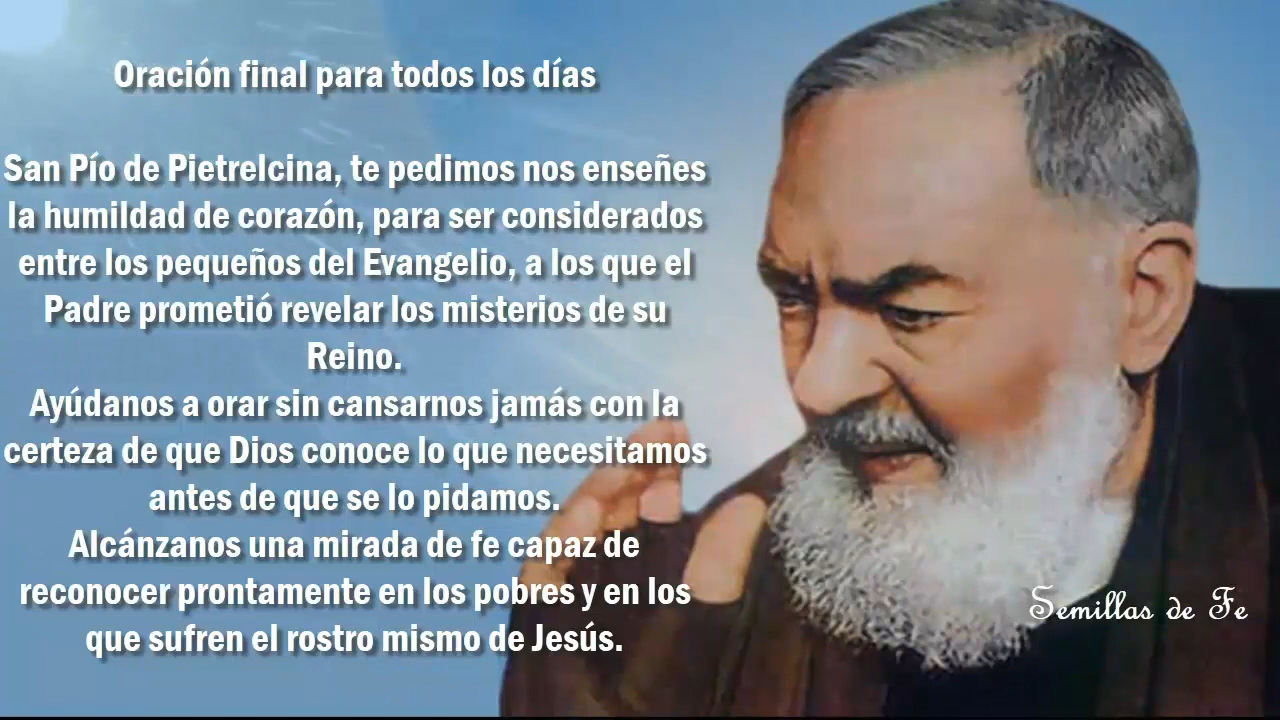 Oración final para todos los días
San Pío de Pietrelcina, te pedimos nos enseñes
la humildad de corazón, para ser considerados
entre los pequeños del Evangelio, a los que el
Padre prometió revelar los misterios de su
Reino.
Ayúdanos a orar sin cansarnos jamás con la
certeza de que Dios conoce lo que necesitamos
antes de que se lo pidamos.
Alcánzanos una mirada de fe capaz de
reconocer prontamente en los pobres y en los
que sufren el rostro mismo de Jesús.
Semillas de Fe